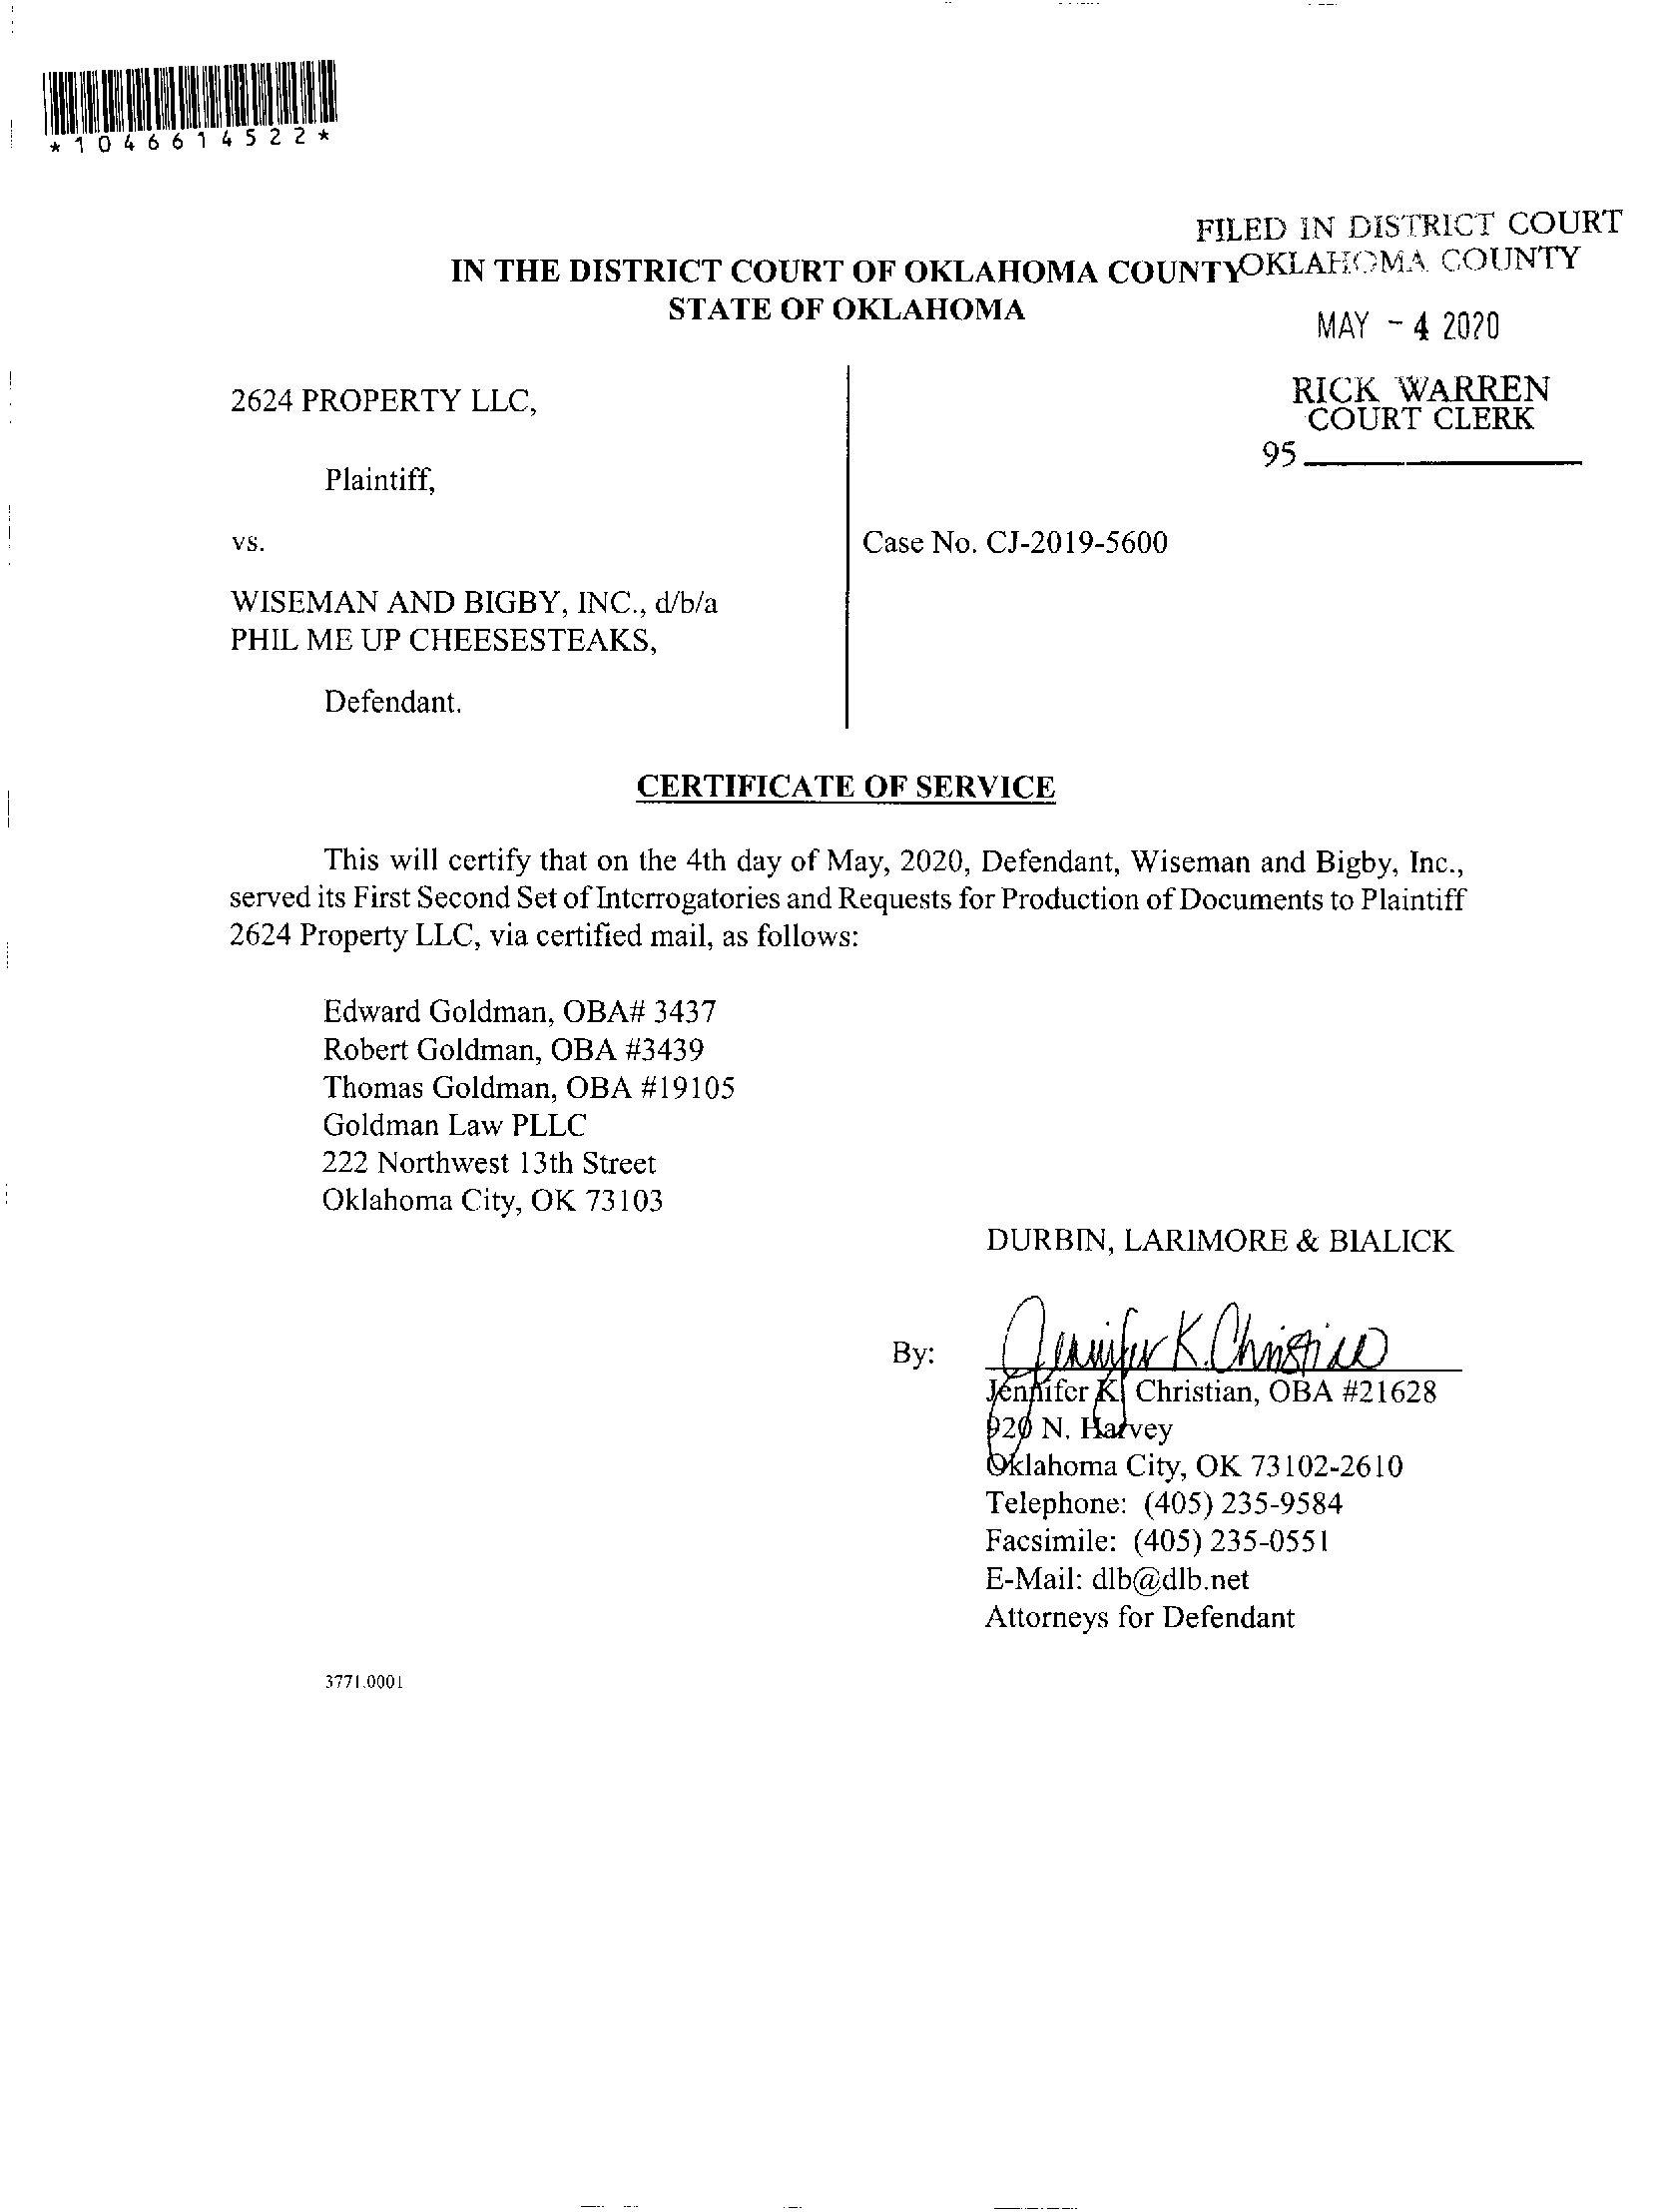 *1046614522*
FILED IN DISTRICT COURT
OKLAHOMA COUNTY
IN THE DISTRICT COURT OF OKLAHOMA COUNTY
STATE OF OKLAHOMA
MAY - 4 2020
RICK WARREN
COURT CLERK
95
2624 PROPERTY LLC,
Plaintiff,
vs.
Case No. CJ-2019-5600
WISEMAN AND BIGBY, INC., d/b/a
PHIL ME UP CHEESESTEAKS,
Defendant.
CERTIFICATE OF SERVICE
This will certify that on the 4th day of May, 2020, Defendant, Wiseman and Bigby, Inc.,
served its First Second Set of Interrogatories and Requests for Production of Documents to Plaintiff
2624 Property LLC, via certified mail, as follows:
Edward Goldman, OBA# 3437
Robert Goldman, OBA #3439
Thomas Goldman, OBA #19105
Goldman Law PLLC
222 Northwest 13th Street
Oklahoma City, OK 73103
DURBIN, LARIMORE & BIALICK
By: Jennifer K. Christian
Jennifer K. Christian, OBA #21628
920 N. Harvey
Oklahoma City, OK 73102-2610
Telephone: (405) 235-9584
Facsimile: (405) 235-0551
E-Mail: dlb@dlb.net
Attorneys for Defendant
3771.0001